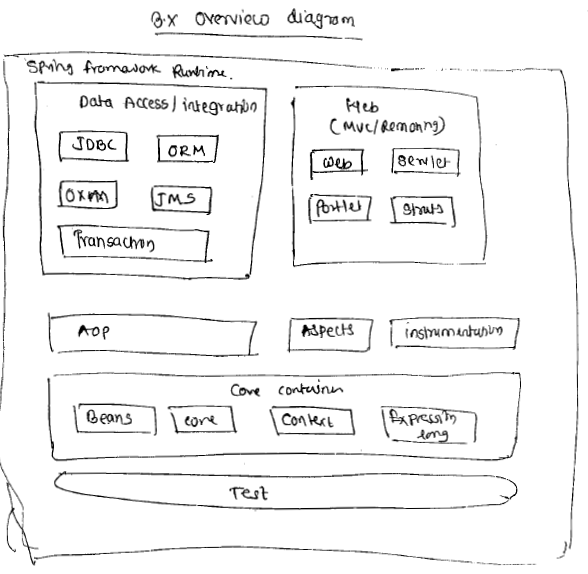 3.x overview diagram
Spring framework Runtime.
Data Access/integration
JDBC
ORM
OXM
JMS
Transaction
Web
(MVC/Remoting)
Web
Servlet
Portlet
Struts
AOP
Aspects
instrumentation
Core container
Beans
core
Context
Expression
lang
Test